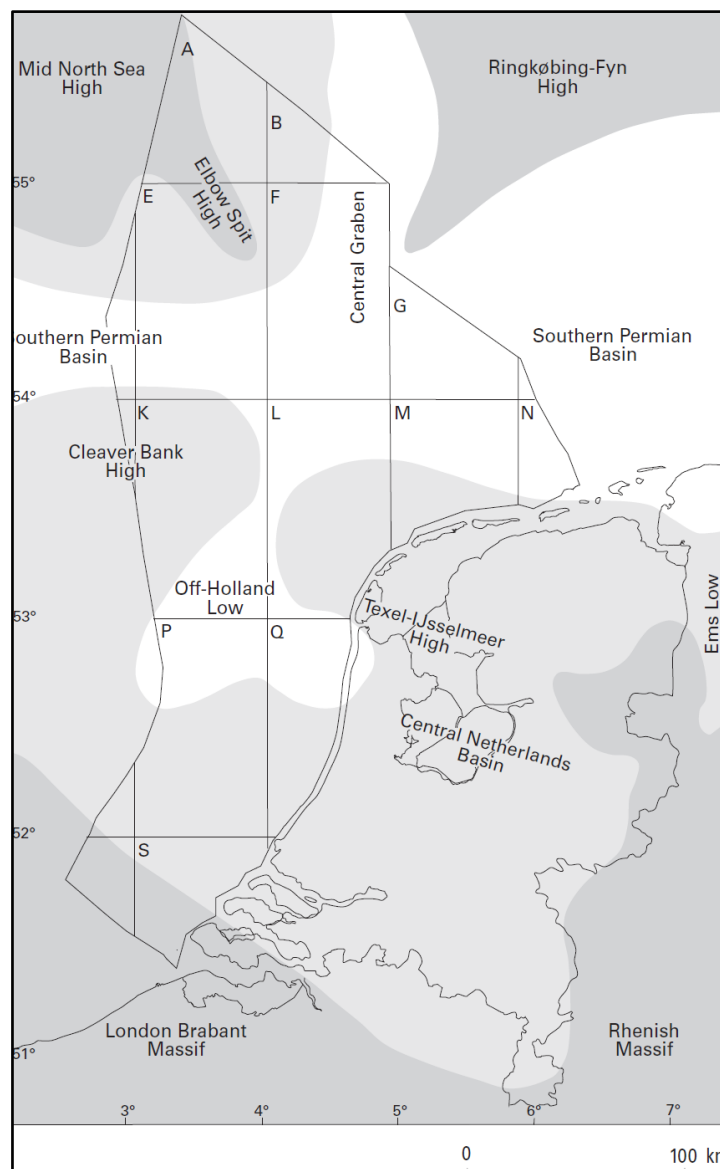 A
Mid North Sea
High
Ringkøbing-Fyn
High
B
55°
E
Elbow Spit
High
F
Central Graben
G
outhern Permian
Basin
Southern Permian
Basin
54°
K
L
M
N
Cleaver Bank
High
Off-Holland
Low
53°
P
Q
Texel-IJsselmeer
High
Ems Low
Central Netherlands
Basin
52°
S
London Brabant
Massif
Rhenish
Massif
51°
3°
4°
5°
6°
7°
0
100 km